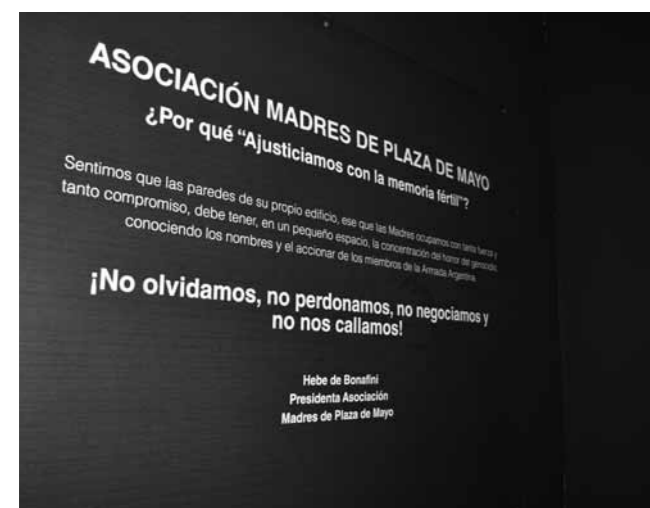 ASOCIACIÓN MADRES DE PLAZA DE MAYO
¿Por qué “Ajusticiamos con la memoria fértil”?
Sentimos que las paredes de su propio edificio, ese que las Madres ocupamos con tanta fuerza y
tanto compromiso, debe tener, en un pequeño espacio, la concentración del horror del genocidio,
conociendo los nombres y el accionar de los miembros de la Armada Argentina.
¡No olvidamos, no perdonamos, no negociamos y
no nos callamos!
Hebe de Bonafini
Presidenta Asociación
Madres de Plaza de Mayo